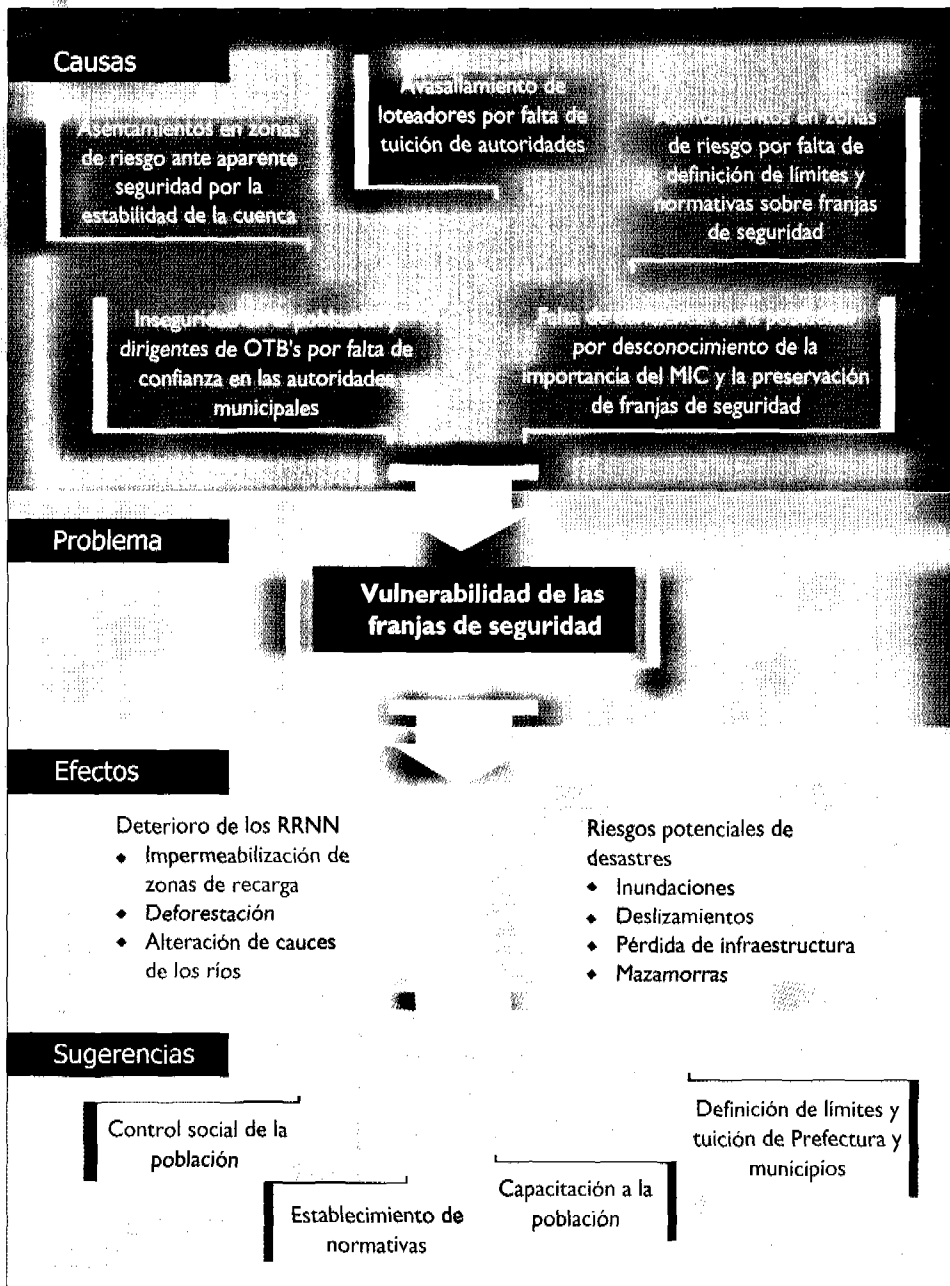 Causas
Avasallamiento de
loteadores por falta de
tuición de autoridades
Asentamientos en zonas
de riesgo ante aparente
seguridad por la
estabilidad de la cuenca
Asentamientos en zonas
de riesgo por falta de
definición de límites y
normativas sobre franjas
de seguridad
dirigentes de OTB's por falta de
confianza en las autoridades
municipales
por desconocimiento de la
importancia del MIC y la preservación
de franjas de seguridad
Problema
Vulnerabilidad de las
franjas de seguridad
Efectos
Deterioro de los RRNN
◆ Impermeabilización de
zonas de recarga
◆ Deforestación
◆ Alteración de cauces
de los ríos
Riesgos potenciales de
desastres
◆ Inundaciones
◆ Deslizamientos
◆ Pérdida de infraestructura
◆ Mazamorras
Sugerencias
Control social de la
población
Establecimiento de
normativas
Capacitación a la
población
Definición de límites y
tuición de Prefectura y
municipios